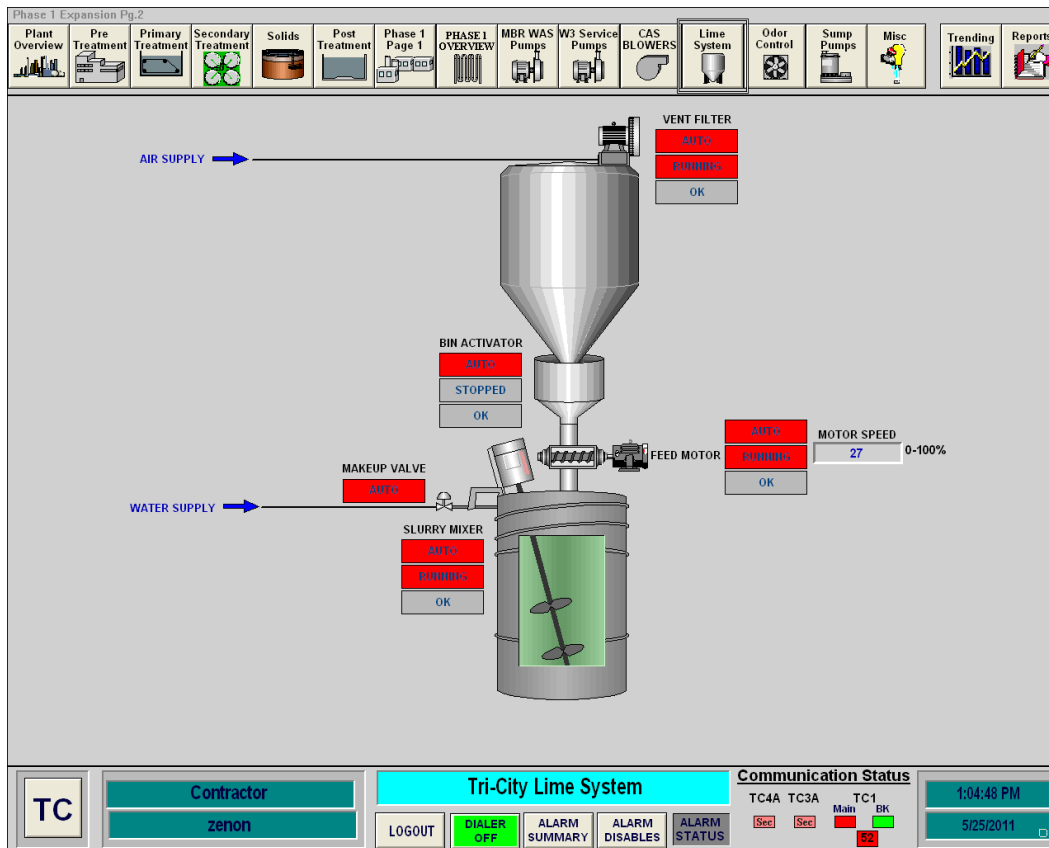 Phase 1 Expansion Pg.2
Plant
Overview
Pre
Treatment
Primary
Treatment
Secondary
Treatment
Solids
Post
Treatment
Phase 1
Page 1
PHASE 1
OVERVIEW
MBR WAS
Pumps
W3 Service
Pumps
CAS
BLOWERS
Lime
System
Odor
Control
Sump
Pumps
Misc
Trending
Reports
VENT FILTER
AUTO
RUNNING
OK
AIR SUPPLY
BIN ACTIVATOR
AUTO
STOPPED
OK
FEED MOTOR
AUTO
RUNNING
OK
MOTOR SPEED
27
0-100%
MAKEUP VALVE
AUTO
WATER SUPPLY
SLURRY MIXER
AUTO
RUNNING
OK
TC
Contractor
zenon
Tri-City Lime System
LOGOUT
DIALER
OFF
ALARM
SUMMARY
ALARM
DISABLES
ALARM
STATUS
Communication Status
TC4A TC3A TC1
Main BK
Sec Sec
52
1:04:48 PM
5/25/2011